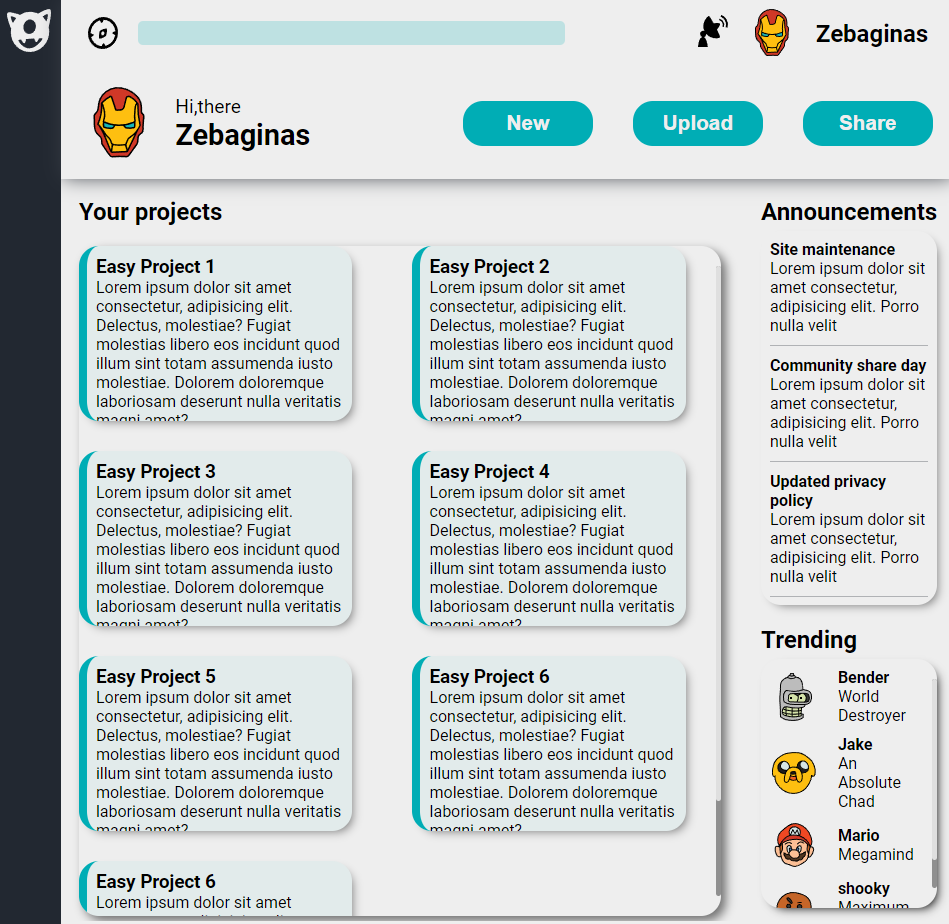 Zebaginas
Hi,there
Zebaginas
New
Upload
Share
Your projects
Easy Project 1
Lorem ipsum dolor sit amet
consectetur, adipisicing elit.
Delectus, molestiae? Fugiat
molestias libero eos incidunt quod
illum sint totam assumenda iusto
molestiae. Dolorem doloremque
laboriosam deserunt nulla veritatis
magni amet?
Easy Project 2
Lorem ipsum dolor sit amet
consectetur, adipisicing elit.
Delectus, molestiae? Fugiat
molestias libero eos incidunt quod
illum sint totam assumenda iusto
molestiae. Dolorem doloremque
laboriosam deserunt nulla veritatis
magni amet?
Easy Project 3
Lorem ipsum dolor sit amet
consectetur, adipisicing elit.
Delectus, molestiae? Fugiat
molestias libero eos incidunt quod
illum sint totam assumenda iusto
molestiae. Dolorem doloremque
laboriosam deserunt nulla veritatis
magni amet?
Easy Project 4
Lorem ipsum dolor sit amet
consectetur, adipisicing elit.
Delectus, molestiae? Fugiat
molestias libero eos incidunt quod
illum sint totam assumenda iusto
molestiae. Dolorem doloremque
laboriosam deserunt nulla veritatis
magni amet?
Easy Project 5
Lorem ipsum dolor sit amet
consectetur, adipisicing elit.
Delectus, molestiae? Fugiat
molestias libero eos incidunt quod
illum sint totam assumenda iusto
molestiae. Dolorem doloremque
laboriosam deserunt nulla veritatis
magni amet?
Easy Project 6
Lorem ipsum dolor sit amet
consectetur, adipisicing elit.
Delectus, molestiae? Fugiat
molestias libero eos incidunt quod
illum sint totam assumenda iusto
molestiae. Dolorem doloremque
laboriosam deserunt nulla veritatis
magni amet?
Easy Project 6
Lorem ipsum dolor sit amet
Announcements
Site maintenance
Lorem ipsum dolor sit
amet consectetur,
adipisicing elit. Porro
nulla velit
Community share day
Lorem ipsum dolor sit
amet consectetur,
adipisicing elit. Porro
nulla velit
Updated privacy
policy
Lorem ipsum dolor sit
amet consectetur,
adipisicing elit. Porro
nulla velit
Trending
Bender
World
Destroyer
Jake
An
Absolute
Chad
Mario
Megamind
shooky
Maximum